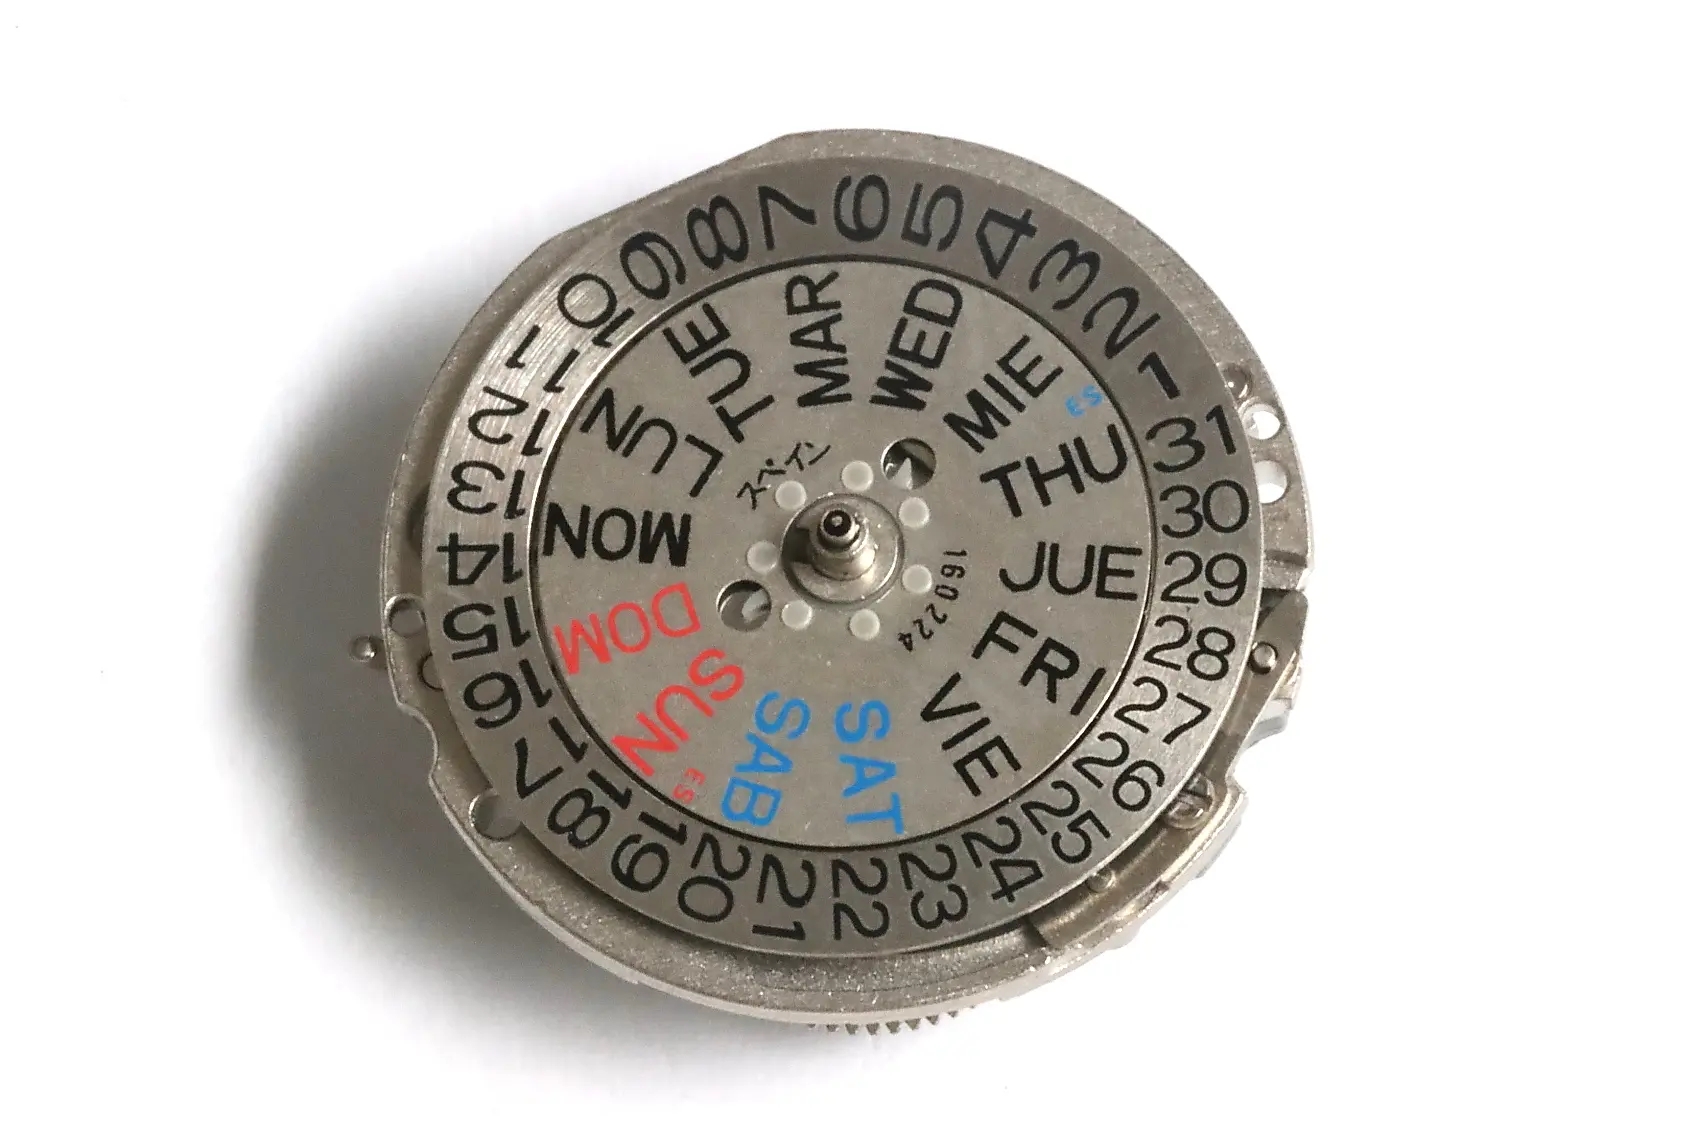 1
2
3
4
5
6
7
8
9
10
11
12
13
14
15
16
17
18
19
20
21
22
23
24
25
26
27
28
29
30
31
SUN
DOM
MON
LUN
TUE
MAR
WED
MIE
THU
JUE
FRI
VIE
SAT
SAB
ES
ES
スペイン
160224